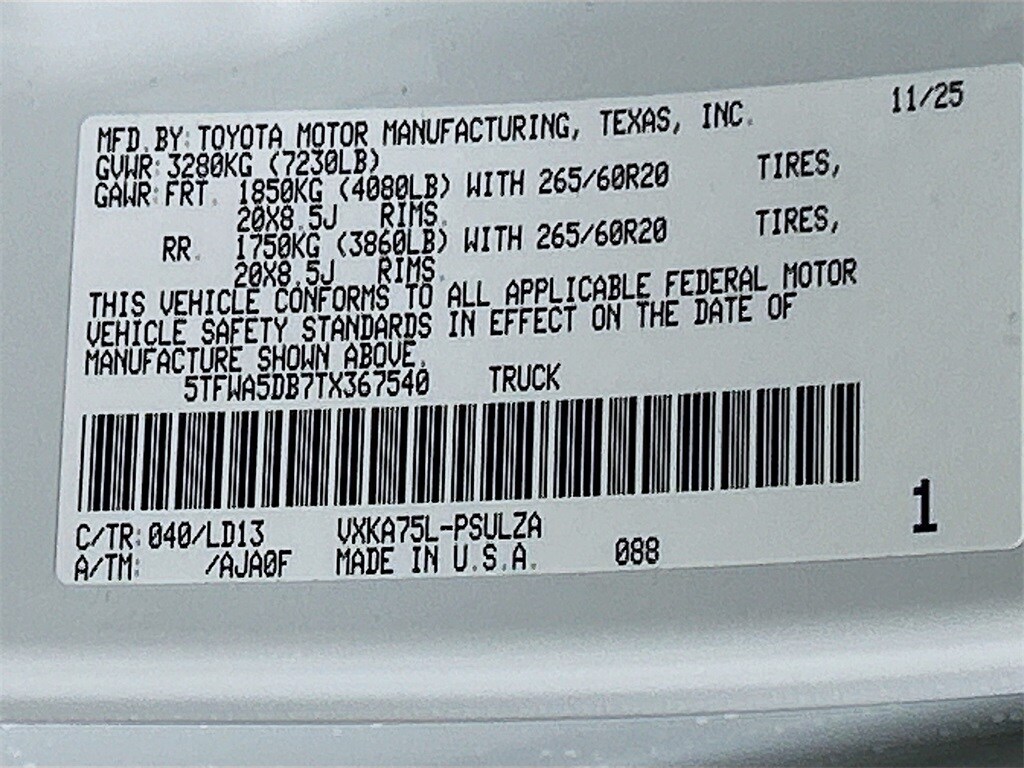 MFD.BY: TOYOTA MOTOR MANUFACTURING, TEXAS, INC. 11/25
GVWR: 3280KG (7230LB)
GAWR: FRT. 1850KG (4080LB) WITH 265/60R20 TIRES,
20X8.5J RIMS.
RR. 1750KG (3860LB) WITH 265/60R20 TIRES,
20X8.5J RIMS.
THIS VEHICLE CONFORMS TO ALL APPLICABLE FEDERAL MOTOR
VEHICLE SAFETY STANDARDS IN EFFECT ON THE DATE OF
MANUFACTURE SHOWN ABOVE.
5TFWA5DB7TX367540 TRUCK
1
C/TR: 040/LD13 VXKA75L-PSULZA
A/TM: /AJA0F MADE IN U.S.A. 088